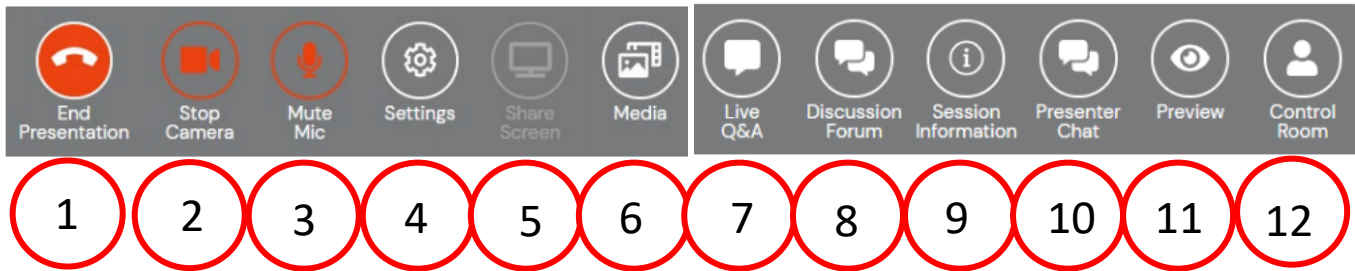 End
Presentation
Stop
Camera
Mute
Mic
Settings
Share
Screen
Media
Live
Q&A
Discussion
Forum
Session
Information
Presenter
Chat
Preview
Control
Room
1 2 3 4 5 6 7 8 9 10 11 12